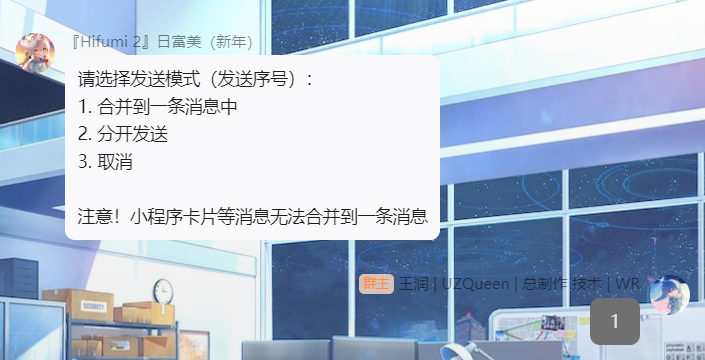 『Hifumi 2』日富美（新年）
请选择发送模式（发送序号）：
1. 合并到一条消息中
2. 分开发送
3. 取消
注意！小程序卡片等消息无法合并到一条消息
群主 王润 | UZQueen | 总制作 技术 | WR
1
SECURITY